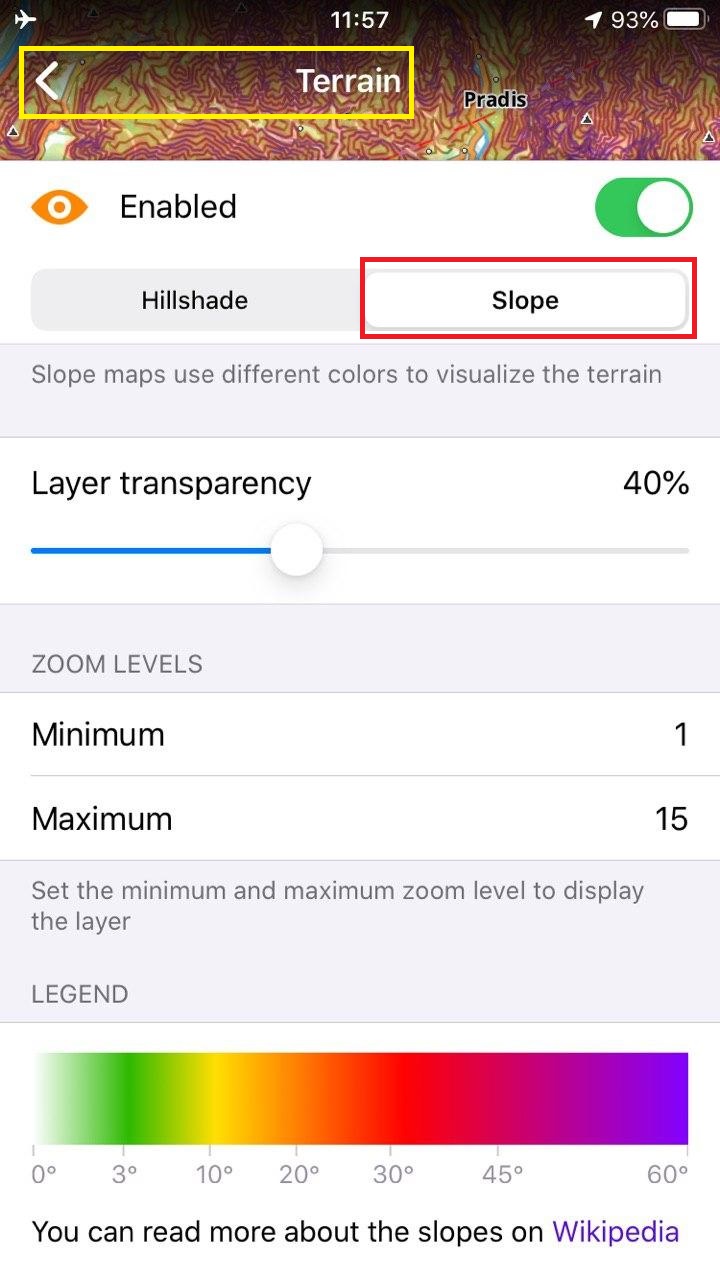 11:57
93%
Terrain
Pradis
Enabled
Hillshade Slope
Slope maps use different colors to visualize the terrain
Layer transparency 40%
ZOOM LEVELS
Minimum 1
Maximum 15
Set the minimum and maximum zoom level to display
the layer
LEGEND
0° 3° 10° 20° 30° 45° 60°
You can read more about the slopes on Wikipedia